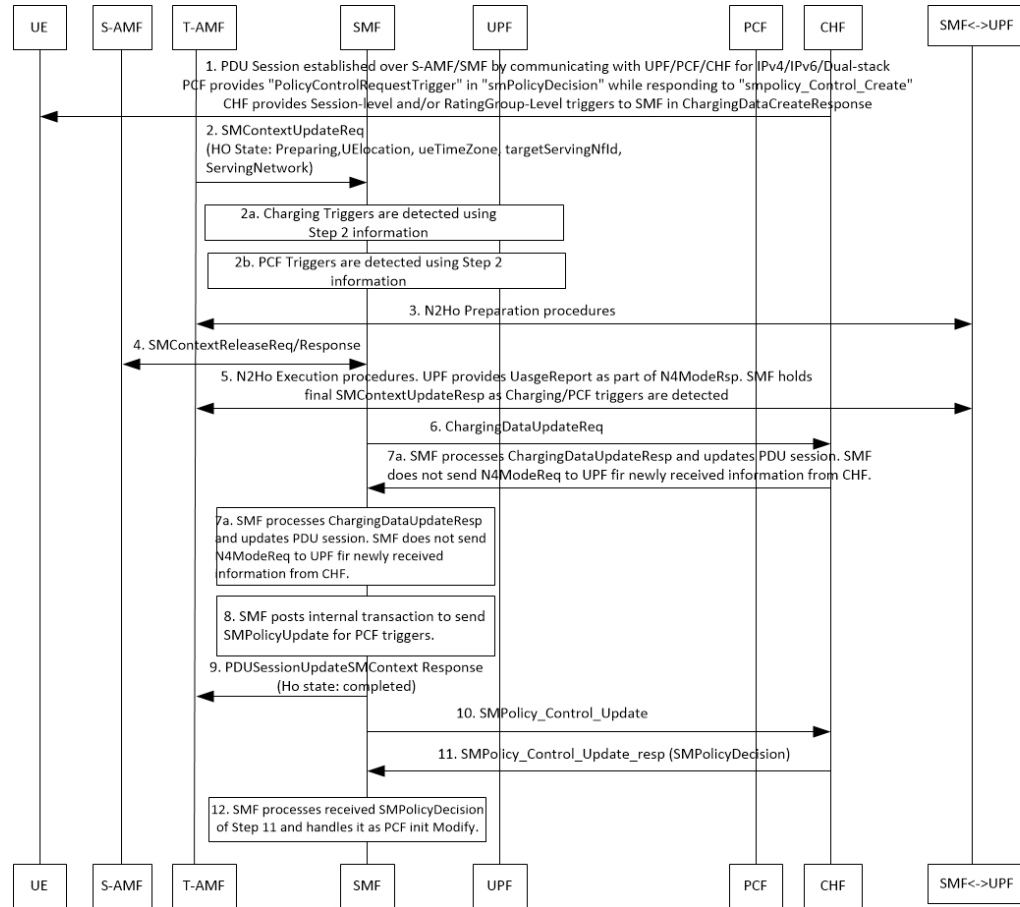 UE S-AMF T-AMF SMF UPF PCF CHF SMF<->UPF
1. PDU Session established over S-AMF/SMF by communicating with UPF/PCF/CHF for IPv4/IPv6/Dual-stack
PCF provides "PolicyControlRequestTrigger" in "smPolicyDecision" while responding to "smpolicy_Control_Create"
CHF provides Session-level and/or RatingGroup-Level triggers to SMF in ChargingDataCreateResponse
2. SMContextUpdateReq
(HO State: Preparing,UElocation, ueTimeZone, targetServingNfId,
ServingNetwork)
2a. Charging Triggers are detected using
Step 2 information
2b. PCF Triggers are detected using Step 2
information
3. N2Ho Preparation procedures
4. SMContextReleaseReq/Response
5. N2Ho Execution procedures. UPF provides UasgeReport as part of N4ModeRsp. SMF holds
final SMContextUpdateResp as Charging/PCF triggers are detected
6. ChargingDataUpdateReq
7a. SMF processes ChargingDataUpdateResp and updates PDU session. SMF
does not send N4ModeReq to UPF fir newly received information from CHF.
7a. SMF processes ChargingDataUpdateResp
and updates PDU session. SMF does not send
N4ModeReq to UPF fir newly received
information from CHF.
8. SMF posts internal transaction to send
SMPolicyUpdate for PCF triggers.
9. PDUSessionUpdateSMContext Response
(Ho state: completed)
10. SMPolicy_Control_Update
11. SMPolicy_Control_Update_resp (SMPolicyDecision)
12. SMF processes received SMPolicyDecision
of Step 11 and handles it as PCF init Modify.
UE S-AMF T-AMF SMF UPF PCF CHF SMF<->UPF